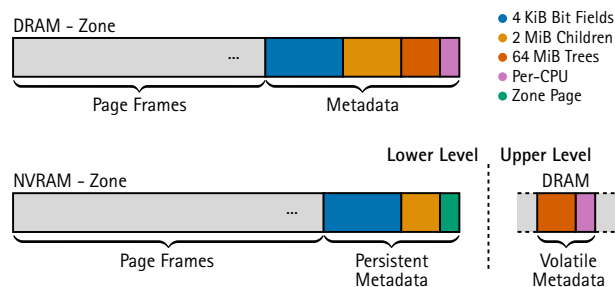 DRAM - Zone
...
Page Frames
Metadata
4 KiB Bit Fields
2 MiB Children
64 MiB Trees
Per-CPU
Zone Page
Lower Level
Upper Level
NVRAM - Zone
DRAM
...
Page Frames
Persistent
Metadata
Volatile
Metadata